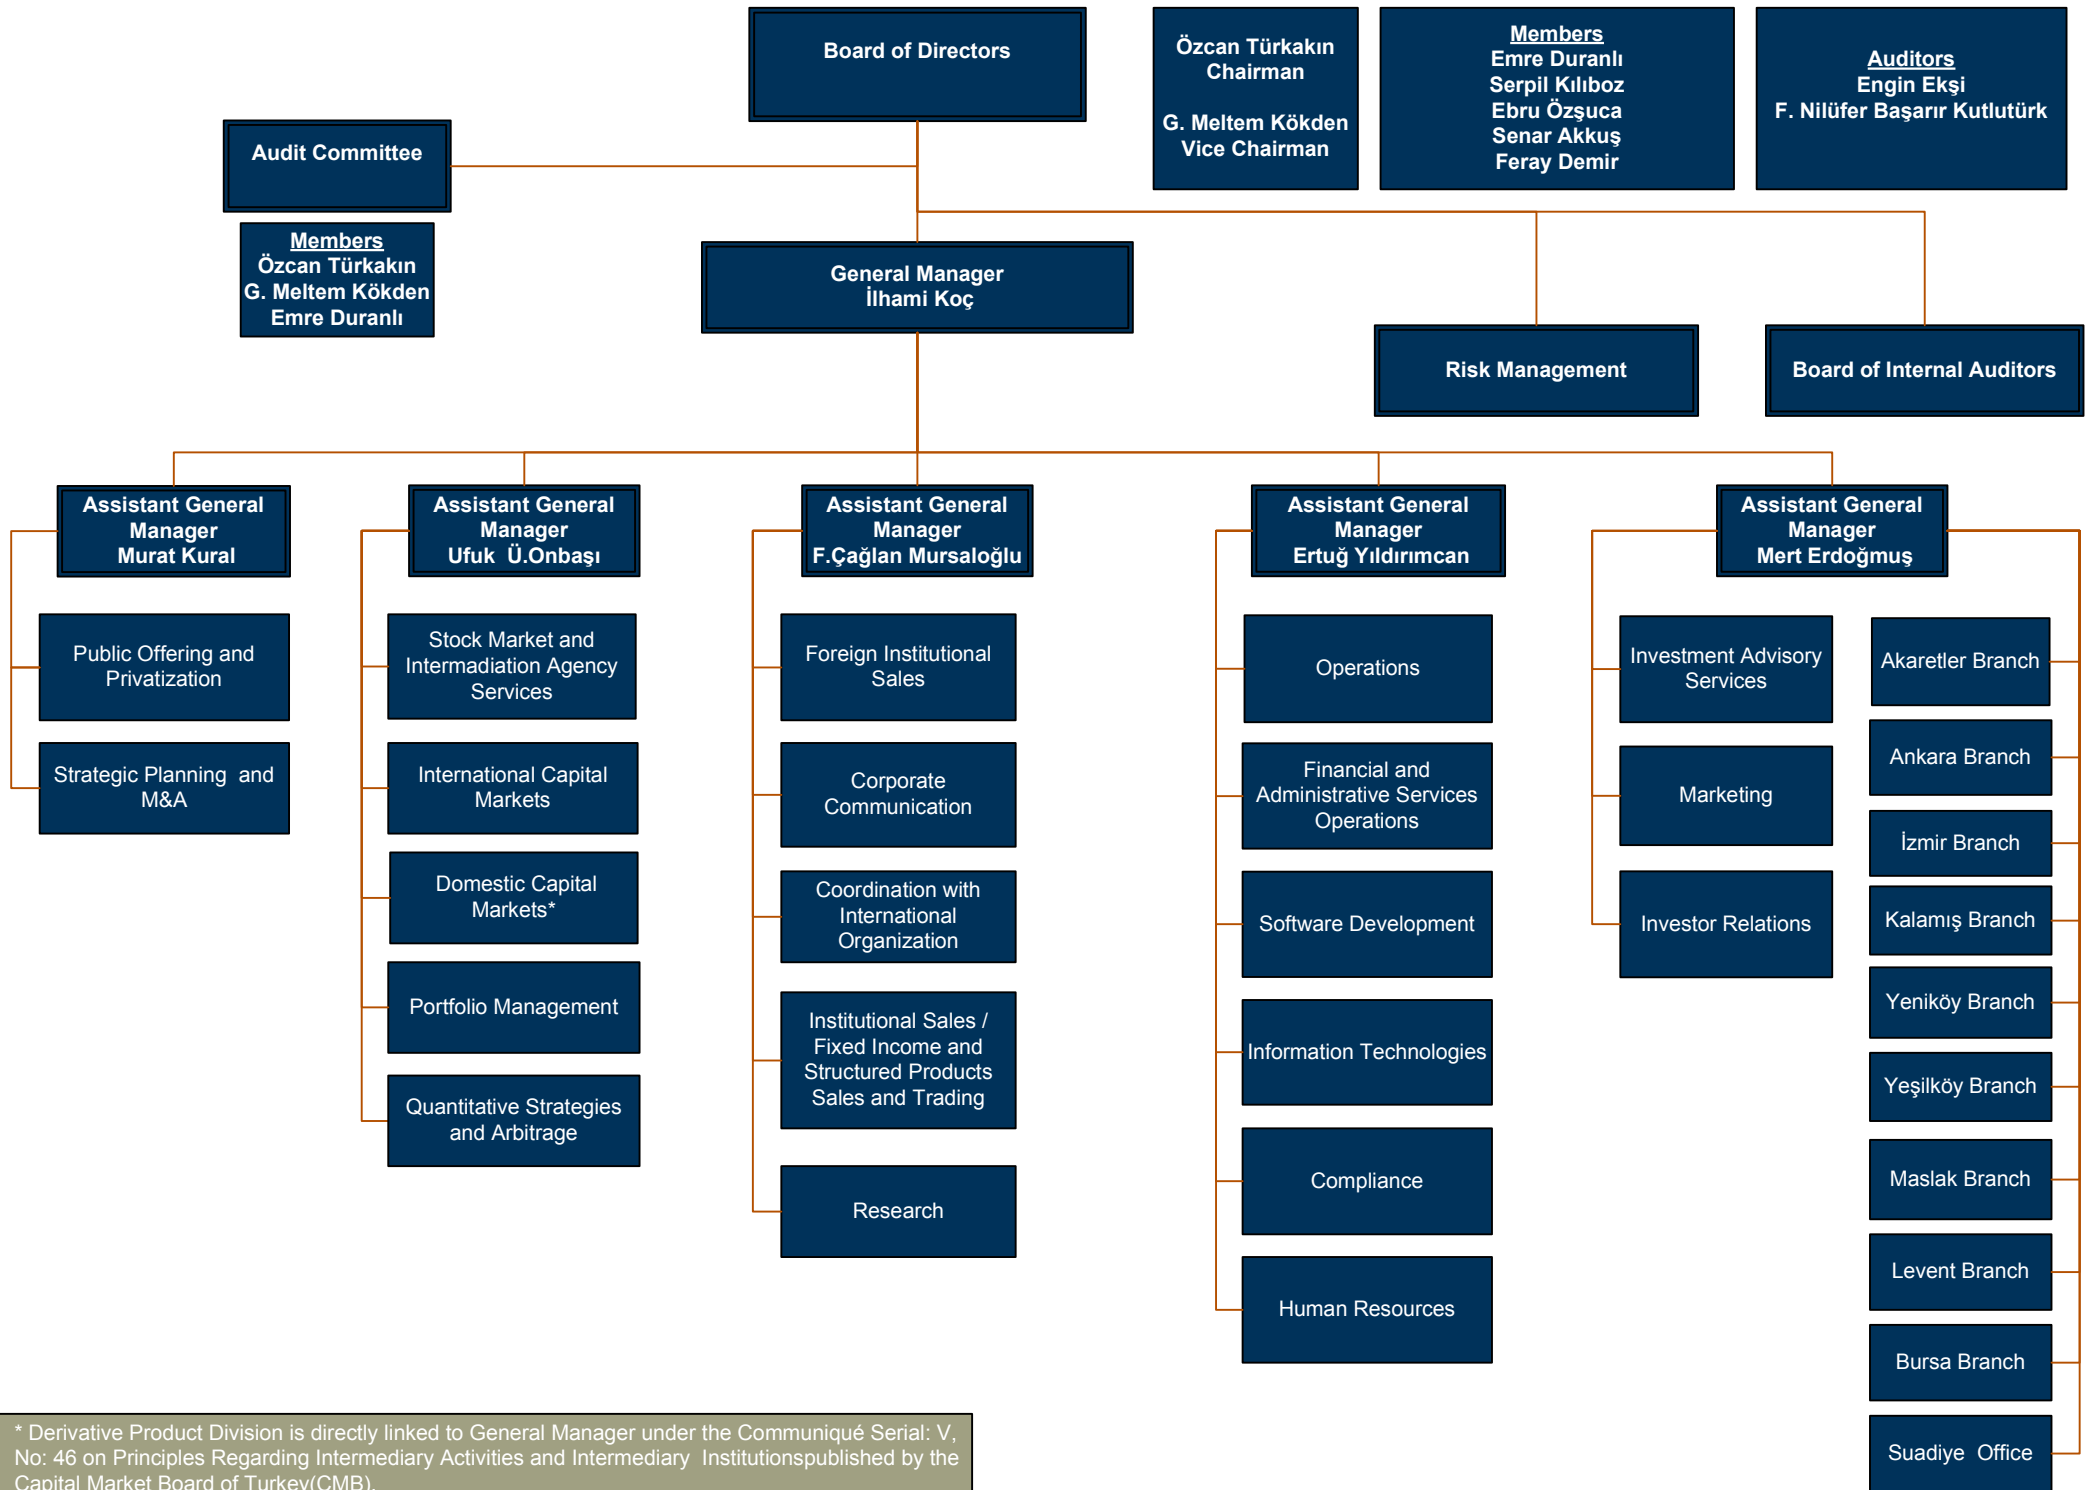 Board of Directors
Özcan Türkakın
Chairman
G. Meltem Kökden
Vice Chairman
Members
Emre Duranlı
Serpil Kılıboz
Ebru Özşuca
Senar Akkuş
Feray Demir
Auditors
Engin Ekşi
F. Nilüfer Başarır Kutlutürk
Audit Committee
Members
Özcan Türkakın
G. Meltem Kökden
Emre Duranlı
General Manager
İlhami Koç
Risk Management
Board of Internal Auditors
Assistant General
Manager
Murat Kural
Public Offering and
Privatization
Strategic Planning  and
M&A
Assistant General
Manager
Ufuk  Ü.Onbaşı
Stock Market and
Intermadiation Agency
Services
International Capital
Markets
Domestic Capital
Markets*
Portfolio Management
Quantitative Strategies
and Arbitrage
Assistant General
Manager
F.Çağlan Mursaloğlu
Foreign Institutional
Sales
Corporate
Communication
Coordination with
International
Organization
Institutional Sales /
Fixed Income and
Structured Products
Sales and Trading
Research
Assistant General
Manager
Ertuğ Yıldırımcan
Operations
Financial and
Administrative Services
Operations
Software Development
Information Technologies
Compliance
Human Resources
Assistant General
Manager
Mert Erdoğmuş
Investment Advisory
Services
Marketing
Investor Relations
Akaretler Branch
Ankara Branch
İzmir Branch
Kalamış Branch
Yeniköy Branch
Yeşilköy Branch
Maslak Branch
Levent Branch
Bursa Branch
Suadiye  Office
* Derivative Product Division is directly linked to General Manager under the Communiqué Serial: V,
No: 46 on Principles Regarding Intermediary Activities and Intermediary  Institutionspublished by the
Capital Market Board of Turkey(CMB).